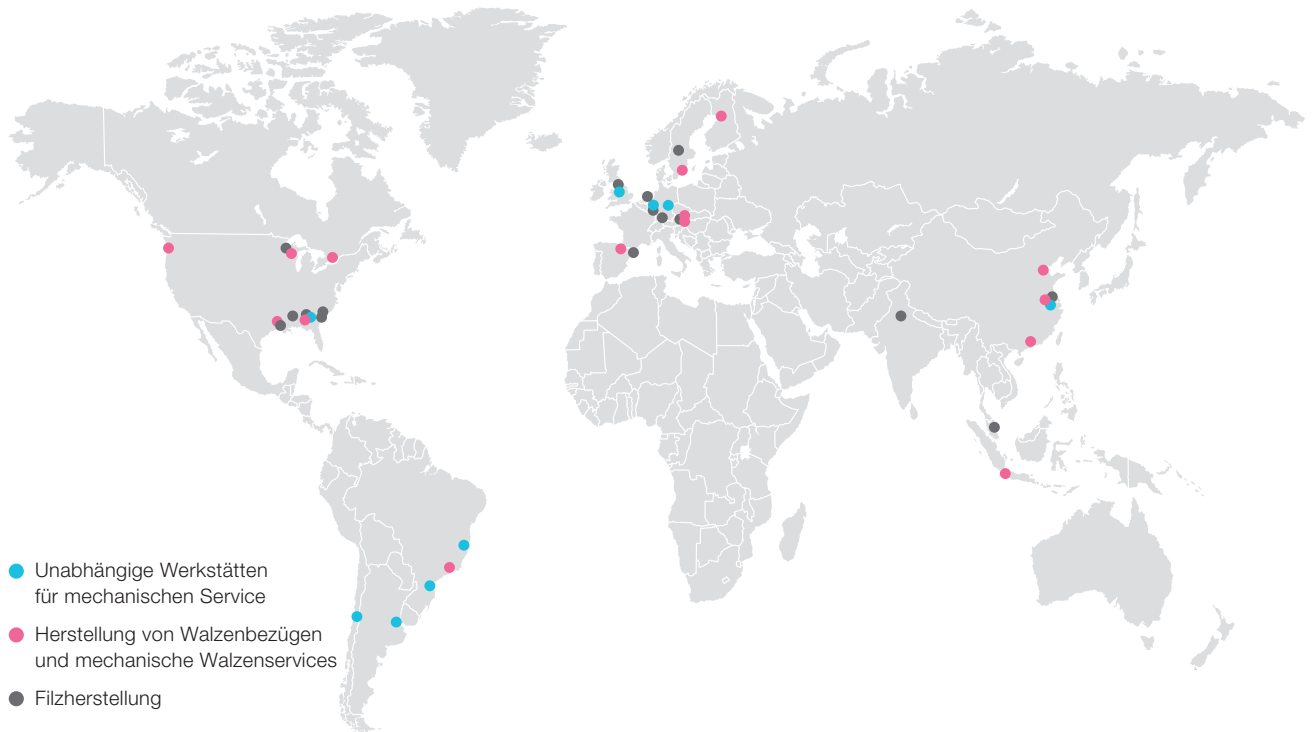 Unabhängige Werkstätten
für mechanischen Service
Herstellung von Walzenbezügen
und mechanische Walzenservices
Filzherstellung